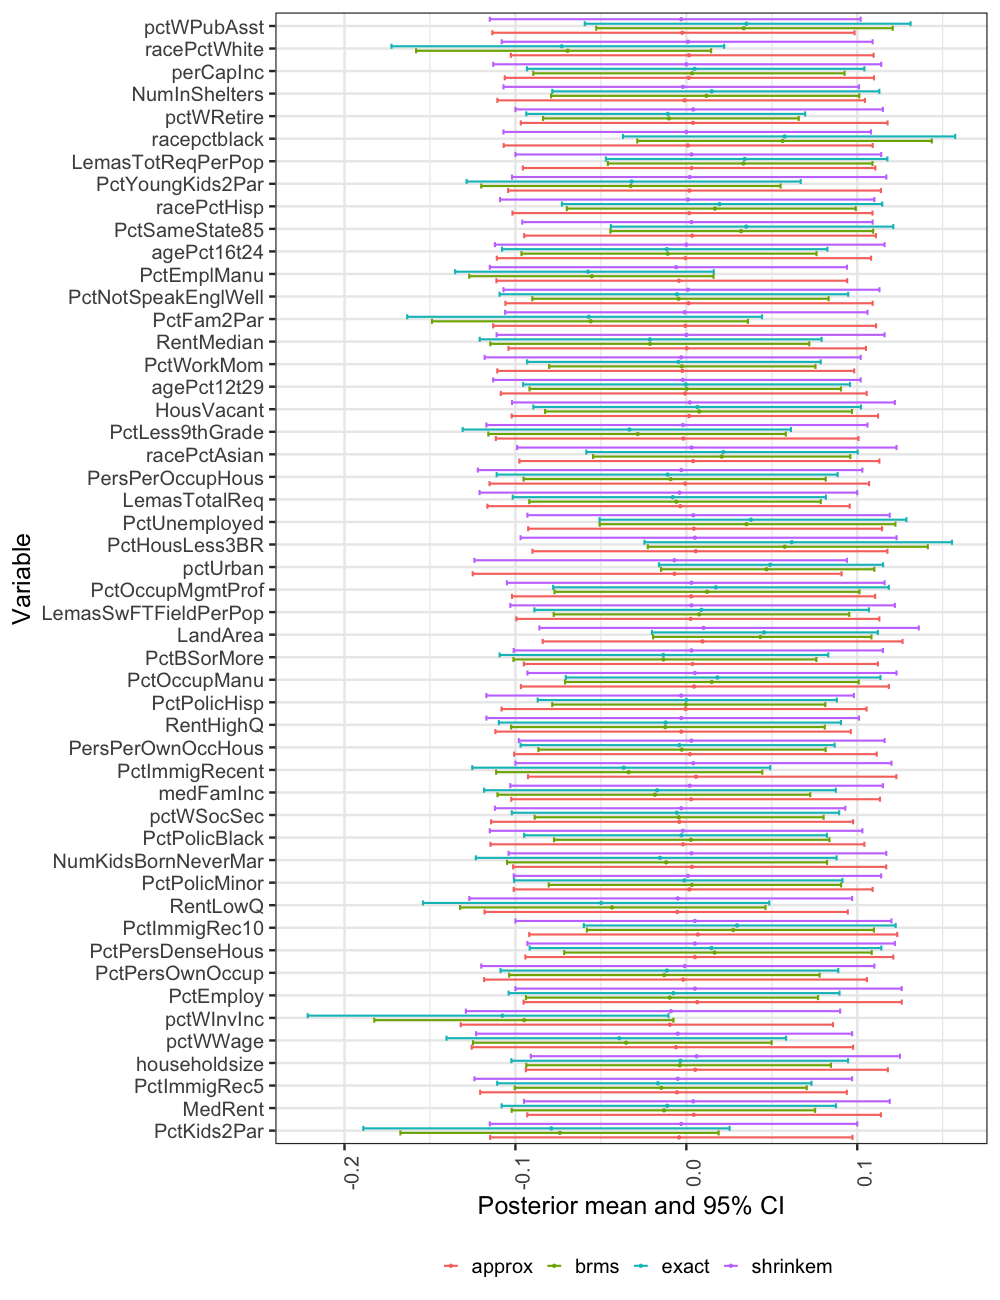 pctWPubAsst
racePctWhite
perCapInc
NumInShelters
pctWRetire
racepctblack
LemasTotReqPerPop
PctYoungKids2Par
racePctHisp
PctSameState85
agePct16t24
PctEmplManu
PctNotSpeakEnglWell
PctFam2Par
RentMedian
PctWorkMom
agePct12t29
HousVacant
PctLess9thGrade
racePctAsian
PersPerOccupHous
LemasTotalReq
PctUnemployed
PctHousLess3BR
pctUrban
PctOccupMgmtProf
LemasSwFTFieldPerPop
LandArea
PctBSorMore
PctOccupManu
PctPolicHisp
RentHighQ
PersPerOwnOccHous
PctImmigRecent
medFamInc
pctWSocSec
PctPolicBlack
NumKidsBornNeverMar
PctPolicMinor
RentLowQ
PctImmigRec10
PctPersDenseHous
PctPersOwnOccup
PctEmploy
pctWInvInc
pctWWage
householdsize
PctImmigRec5
MedRent
PctKids2Par
Variable
-0.2 -0.1 0.0 0.1
Posterior mean and 95% CI
approx brms exact shrinkem